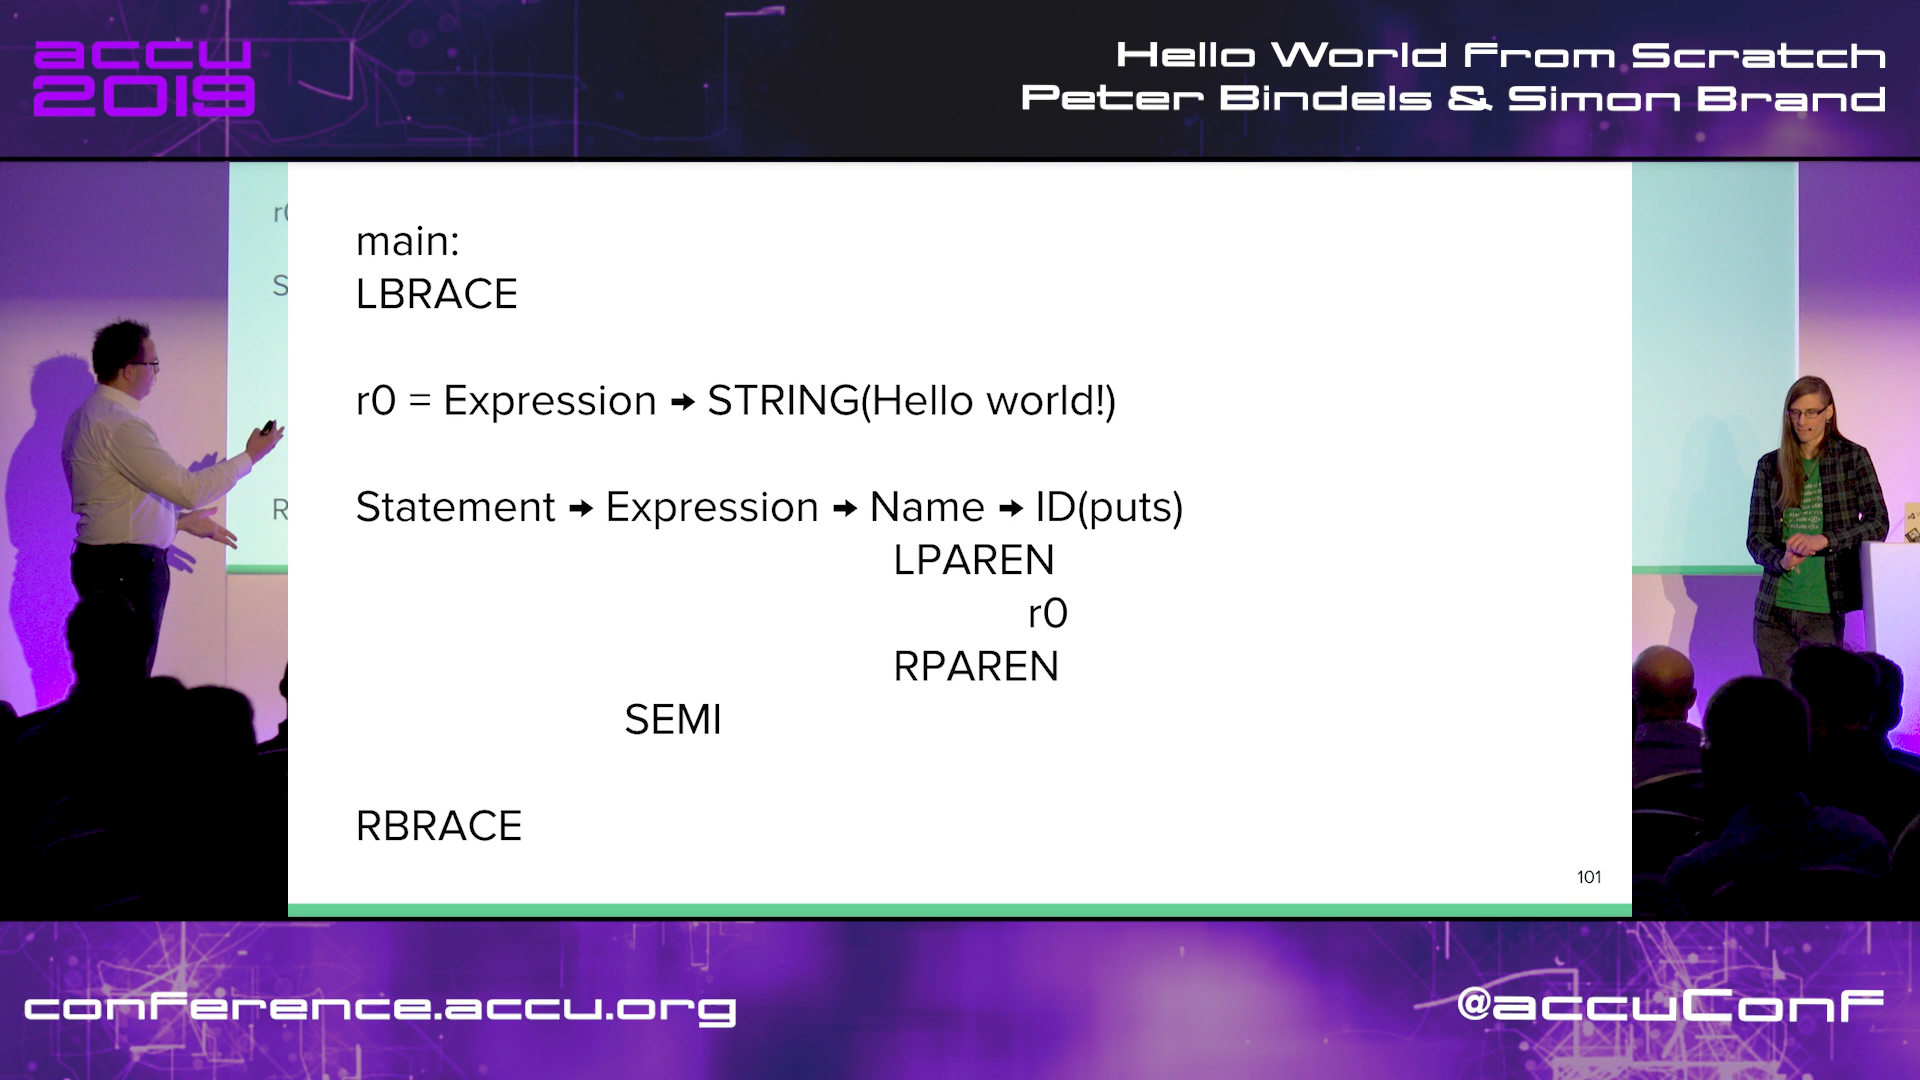 accu
2019
Hello World From Scratch
Peter Bindels & Simon Brand
main:
LBRACE
r0 = Expression → STRING(Hello world!)
Statement → Expression → Name → ID(puts)
LPAREN
r0
RPAREN
SEMI
RBRACE
101
conference.accu.org
@accuConf